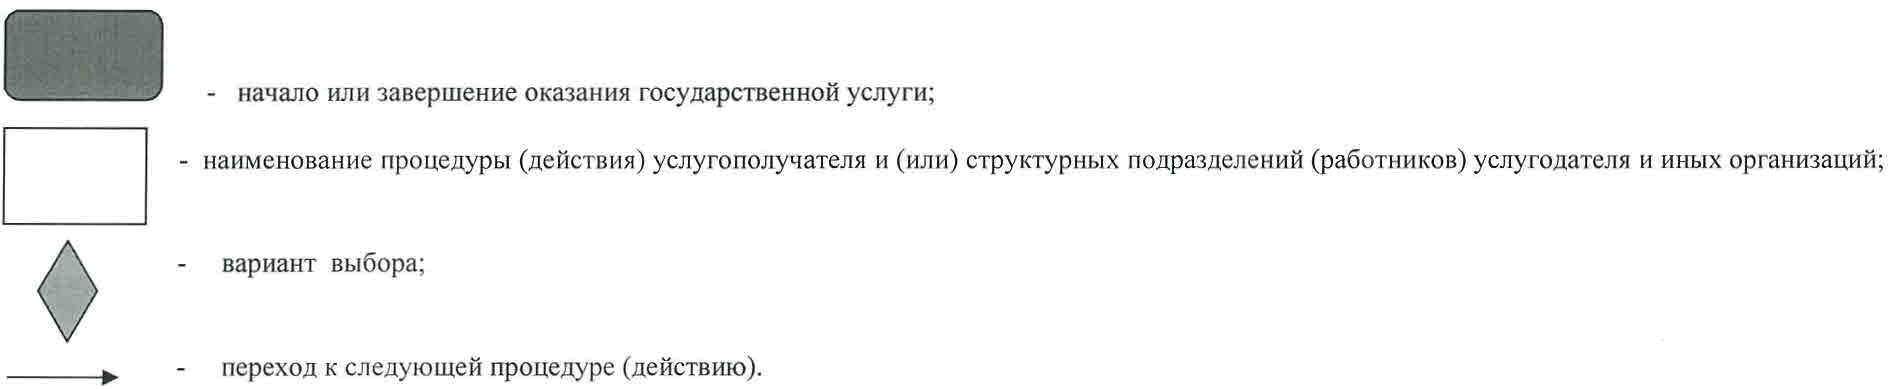 - начало или завершение оказания государственной услуги;
- наименование процедуры (действия) услугополучателя и (или) структурных подразделений (работников) услугодателя и иных организаций;
- вариант выбора;
- переход к следующей процедуре (действию).